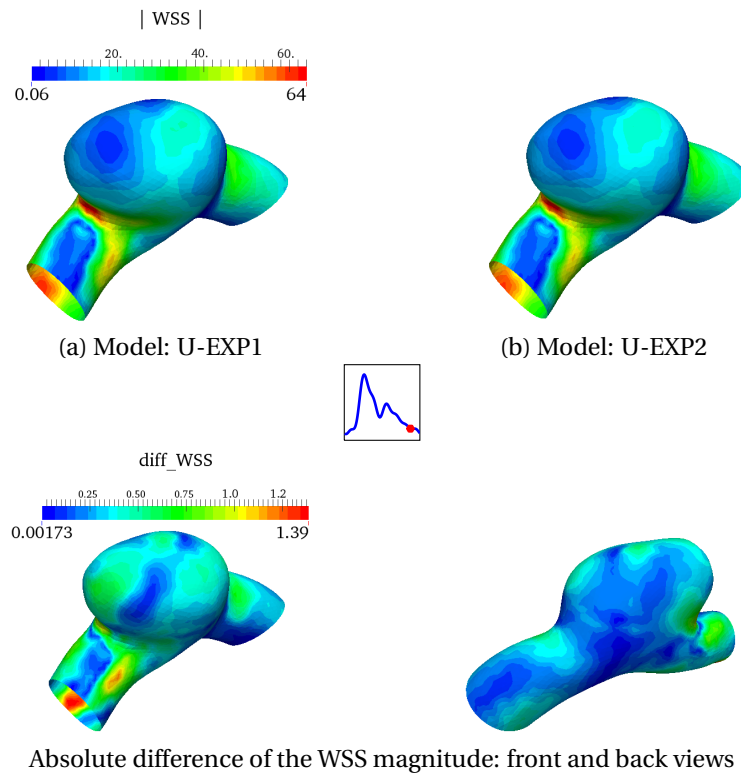 | WSS |
20. 40. 60.
0.06 64
(a) Model: U-EXP1
(b) Model: U-EXP2
diff_WSS
0.25 0.50 0.75 1.0 1.2
0.00173 1.39
Absolute difference of the WSS magnitude: front and back views